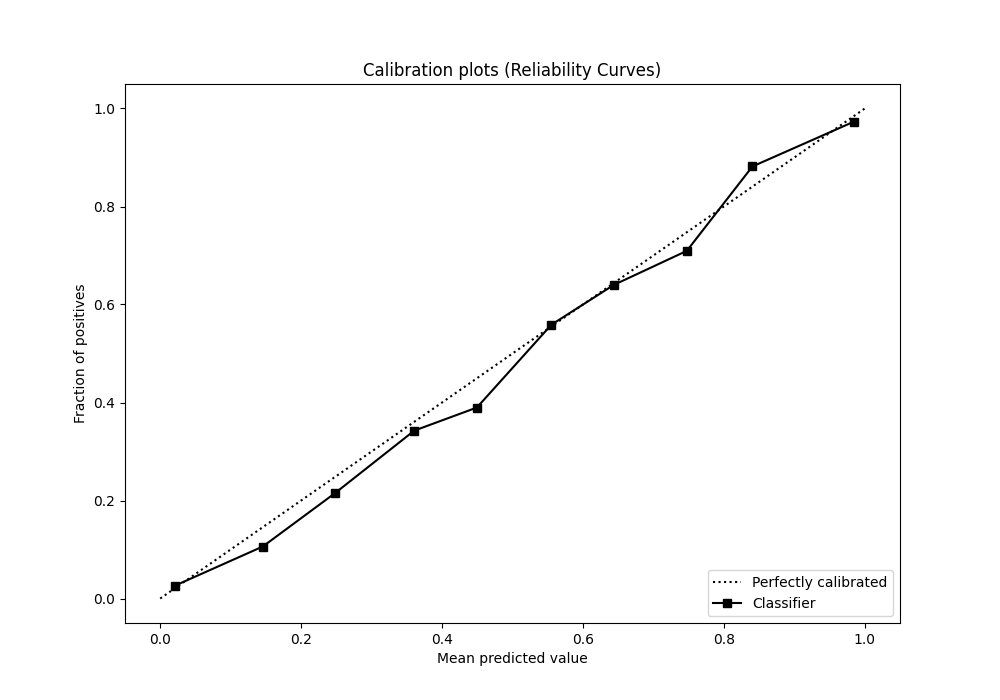 Calibration plots (Reliability Curves)
1.0
0.8
0.6
0.4
0.2
0.0
Fraction of positives
0.0 0.2 0.4 0.6 0.8 1.0
Mean predicted value
Perfectly calibrated
Classifier